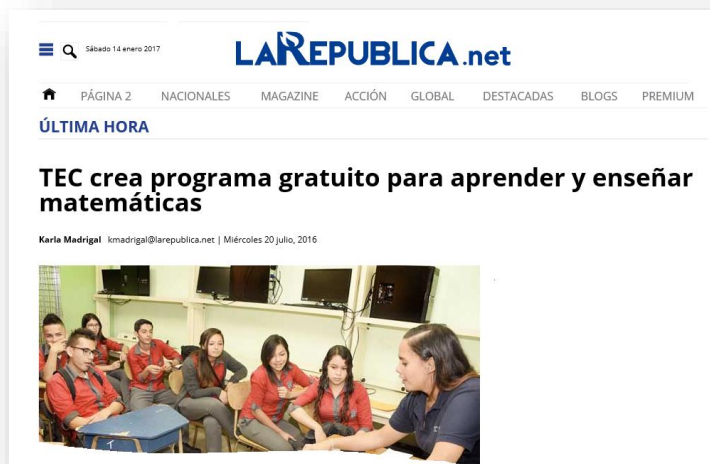 Sábado 14 enero 2017
LAREPUBLICA.net
PÁGINA 2 NACIONALES MAGAZINE ACCIÓN GLOBAL DESTACADAS BLOGS PREMIUM
ÚLTIMA HORA
TEC crea programa gratuito para aprender y enseñar
matemáticas
Karla Madrigal kmadrigal@larepublica.net | Miércoles 20 julio, 2016